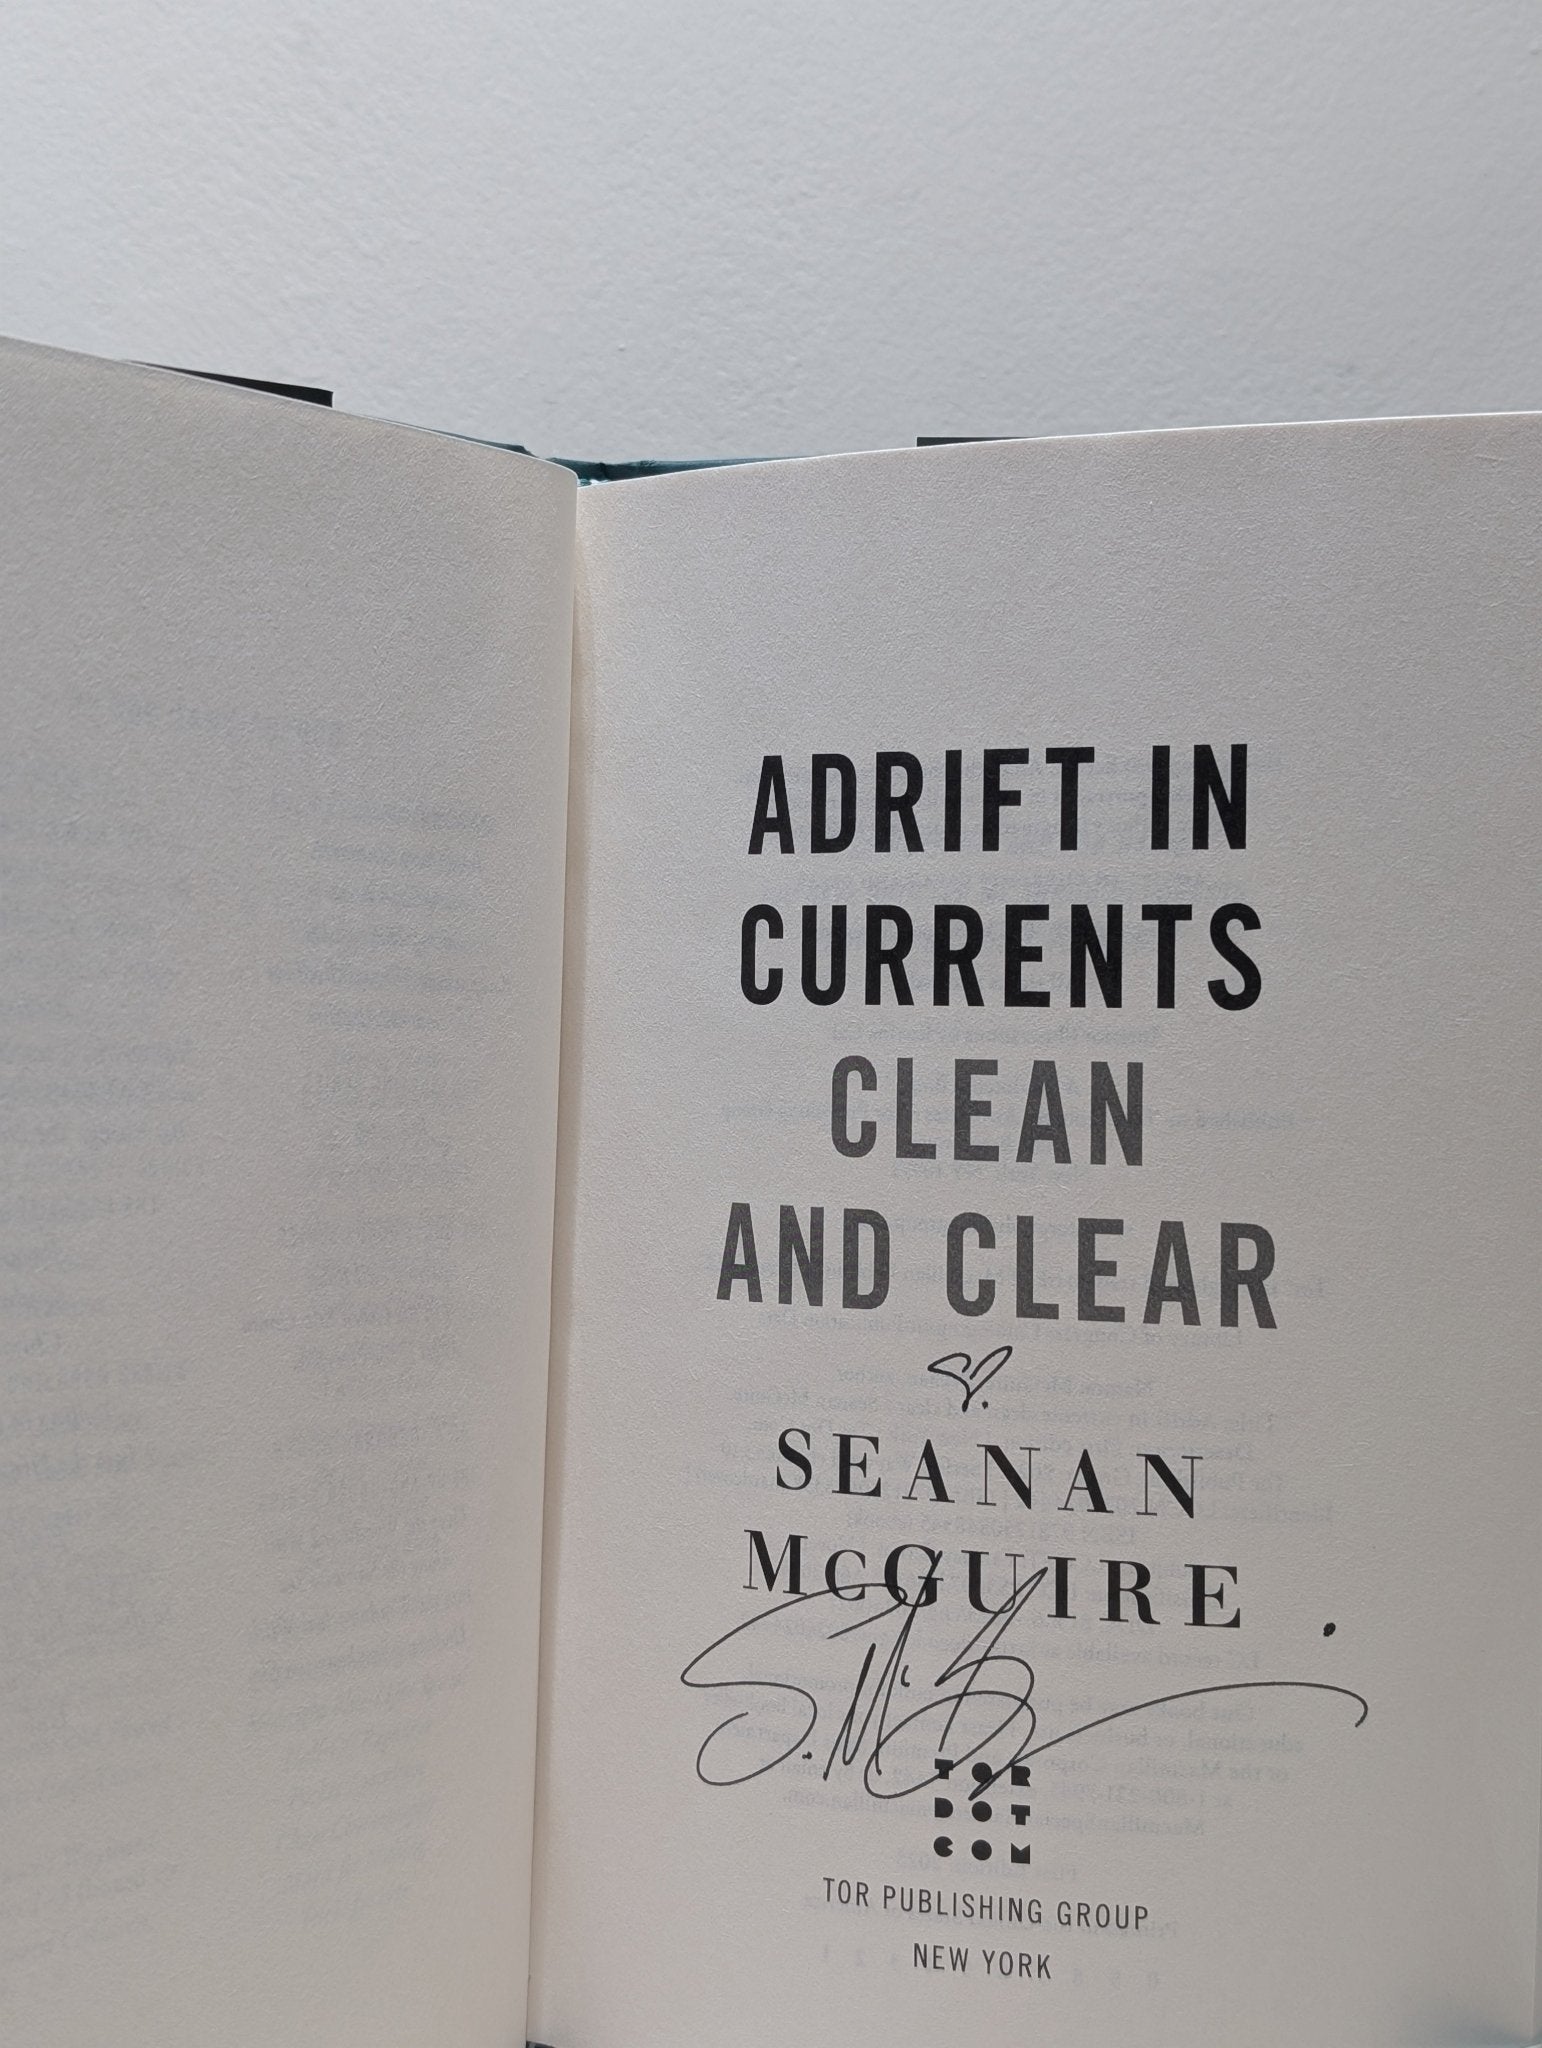 ADRIFT IN
CURRENTS
CLEAN
AND CLEAR
SEANAN
McGUIRE
TOR
DOT
COM
TOR PUBLISHING GROUP
NEW YORK